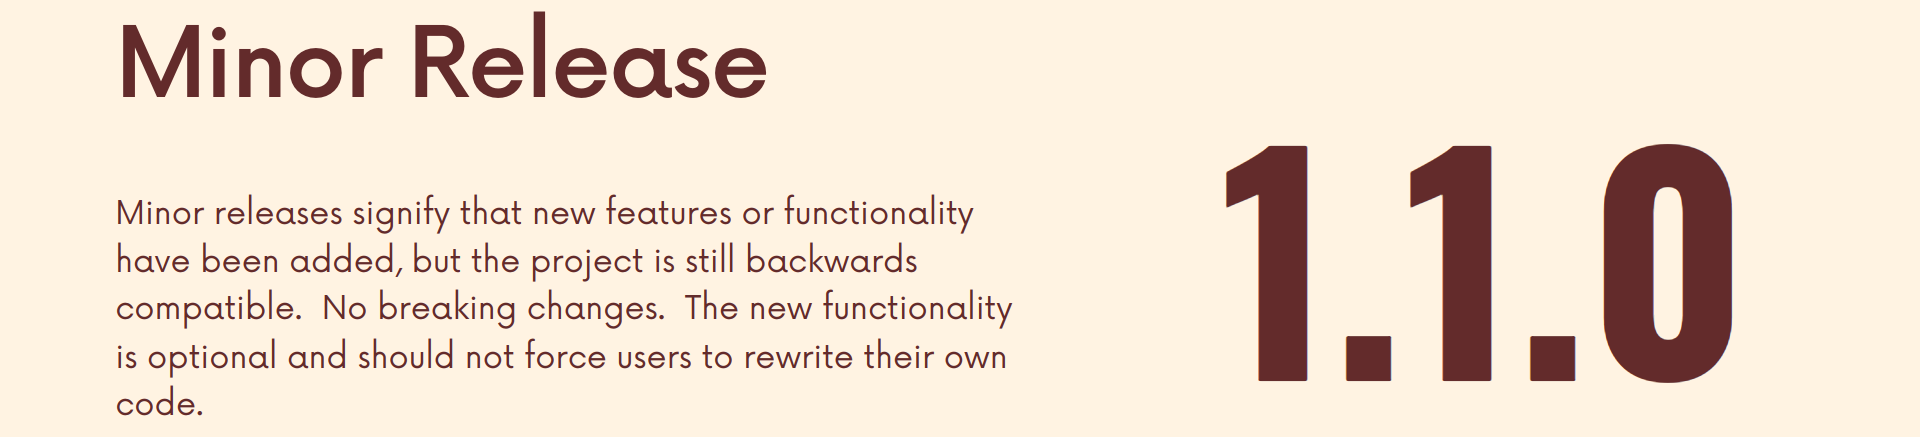 Minor Release
Minor releases signify that new features or functionality
have been added, but the project is still backwards
compatible.  No breaking changes.  The new functionality
is optional and should not force users to rewrite their own
code.
1.1.0